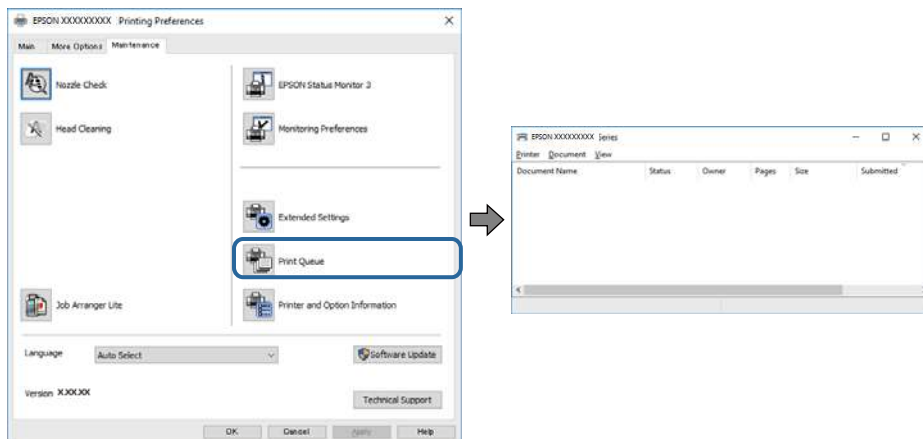 EPSON XXXXXXXXX Printing Preferences
Main More Options Maintenance
Nozzle Check
EPSON Status Monitor 3
Head Cleaning
Monitoring Preferences
Extended Settings
Print Queue
Job Arranger Lite
Printer and Option Information
Language Auto Select Software Update
Version X.XX.XX
Technical Support
OK Cancel Apply Help
EPSON XXXXXXXXX Series
Printer Document View
Document Name Status Owner Pages Size Submitted